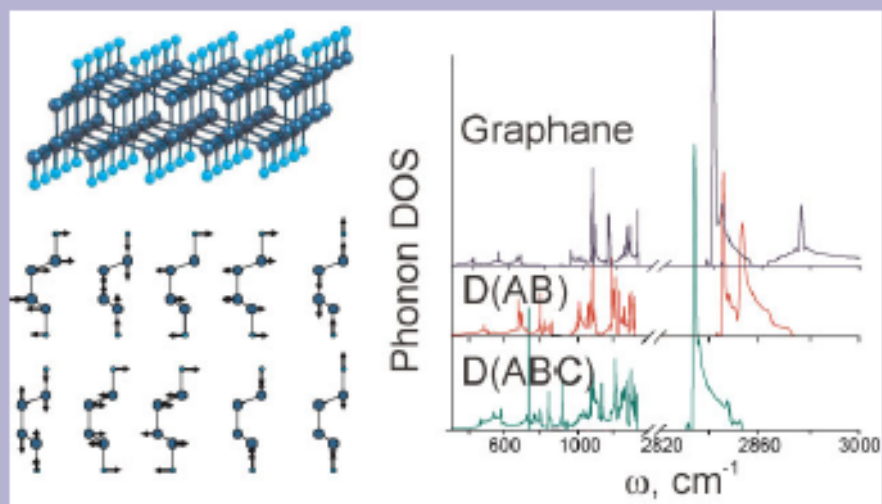 Phonon DOS
Graphane
D(AB)
D(ABC)
600 1000 2820 2860 3000
ω, cm⁻¹